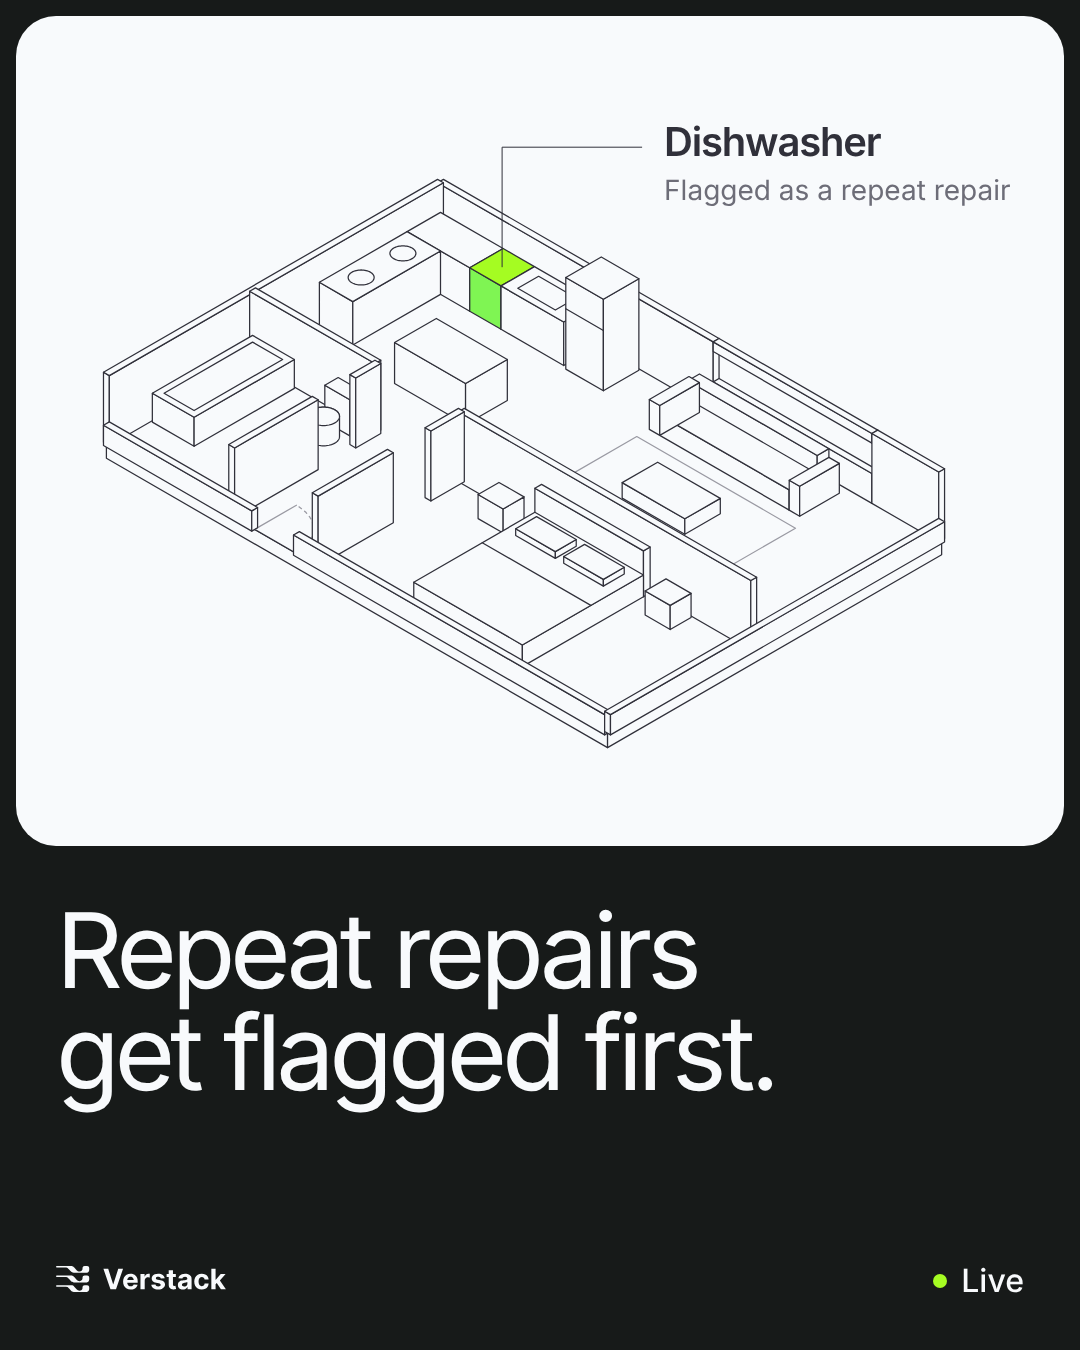 Dishwasher
Flagged as a repeat repair
Repeat repairs
get flagged first.
Verstack
Live